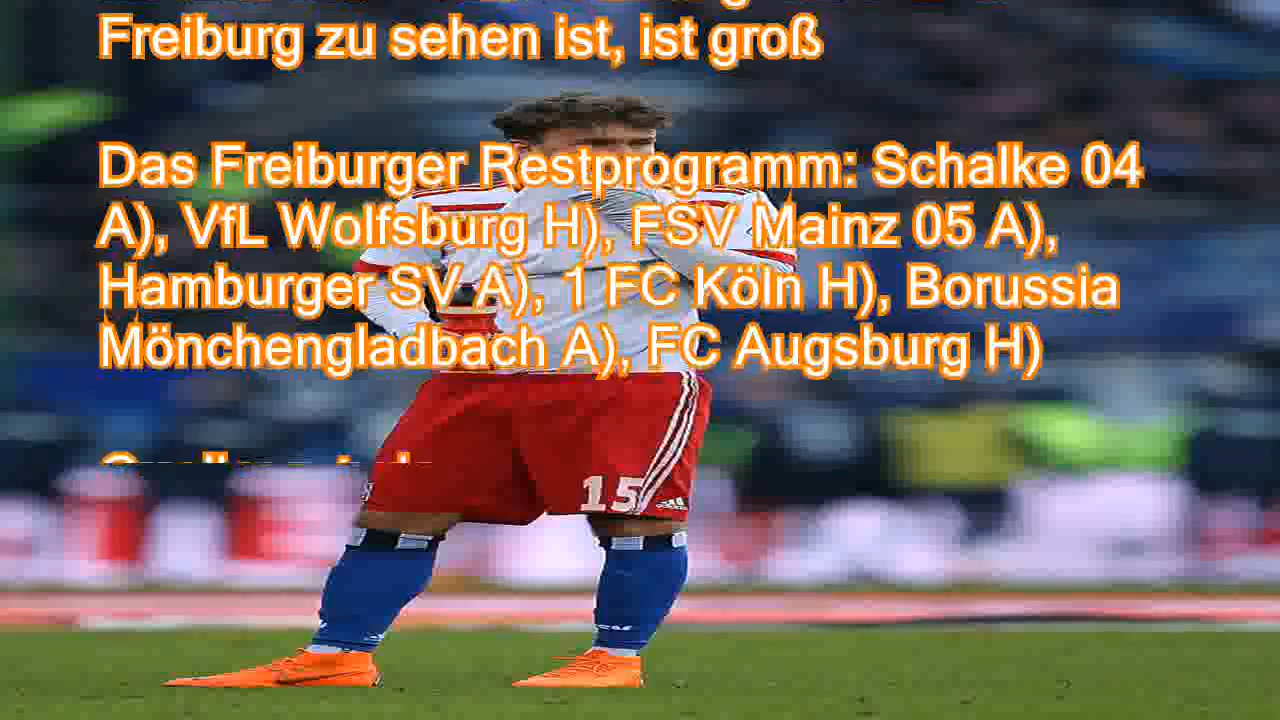 Freiburg zu sehen ist, ist groß
Das Freiburger Restprogramm: Schalke 04
A), VfL Wolfsburg H), FSV Mainz 05 A),
Hamburger SV A), 1 FC Köln H), Borussia
Mönchengladbach A), FC Augsburg H)
15